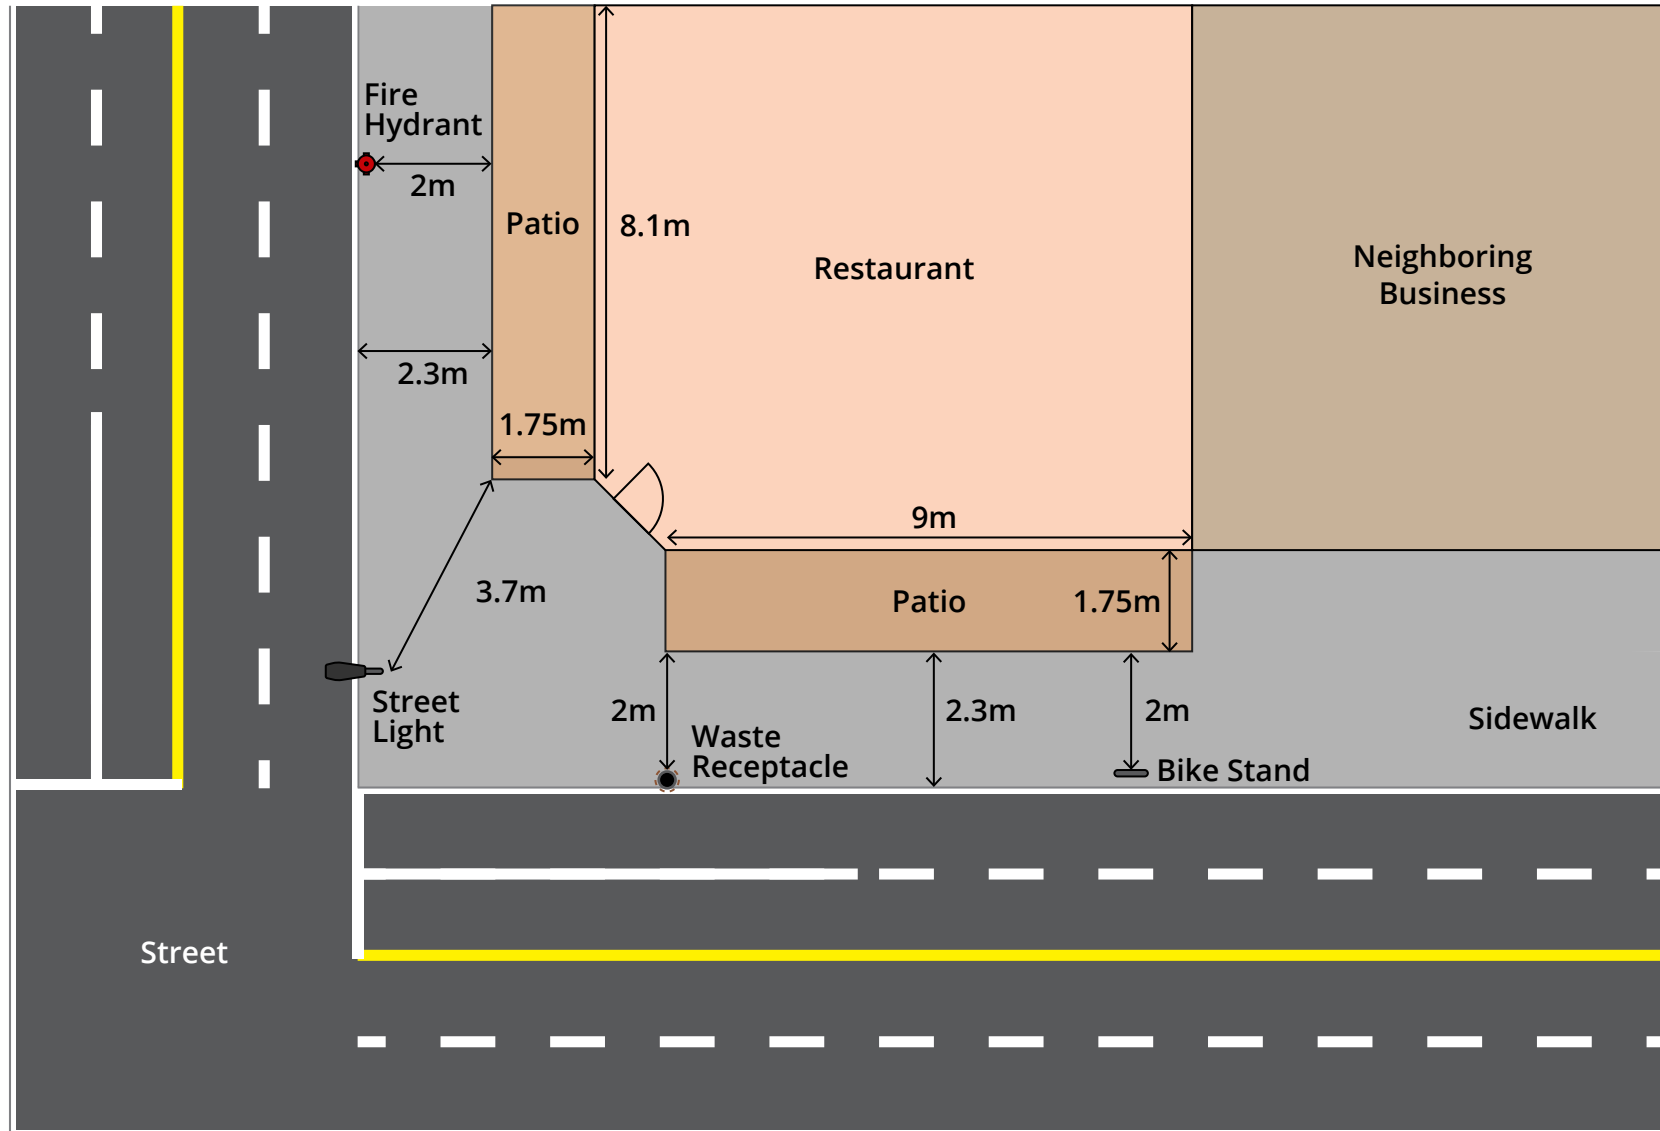 Fire
Hydrant
2m
Patio
8.1m
Restaurant
Neighboring
Business
2.3m
1.75m
9m
3.7m
Patio
1.75m
Street
Light
2m
Waste
Receptacle
2.3m
2m
Bike Stand
Sidewalk
Street